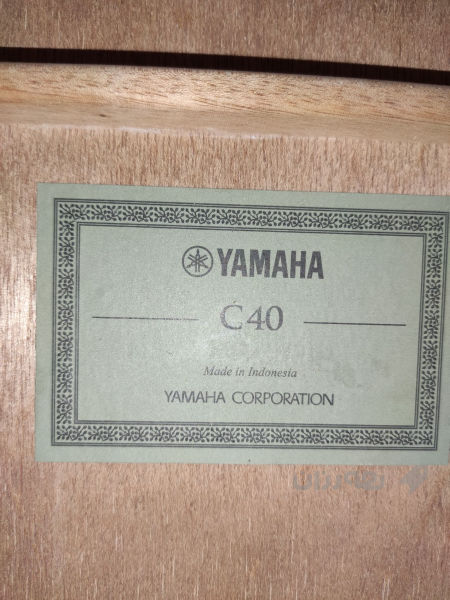 YAMAHA
C40
Made in Indonesia
YAMAHA CORPORATION